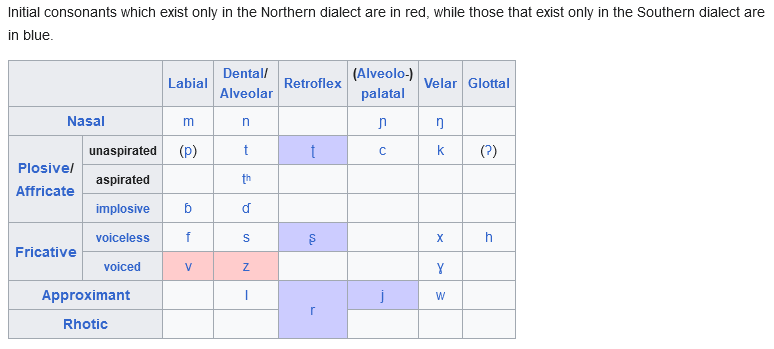 Initial consonants which exist only in the Northern dialect are in red, while those that exist only in the Southern dialect are
in blue.
Labial Dental/ Alveolar Retroflex (Alveolo-) palatal Velar Glottal
Nasal m n ɲ ŋ
Plosive/ Affricate unaspirated (p) t ʈ c k (ʔ)
aspirated tʰ
implosive ɓ ɗ
Fricative voiceless f s ʂ x h
voiced v z ɣ
Approximant l r j w
Rhotic